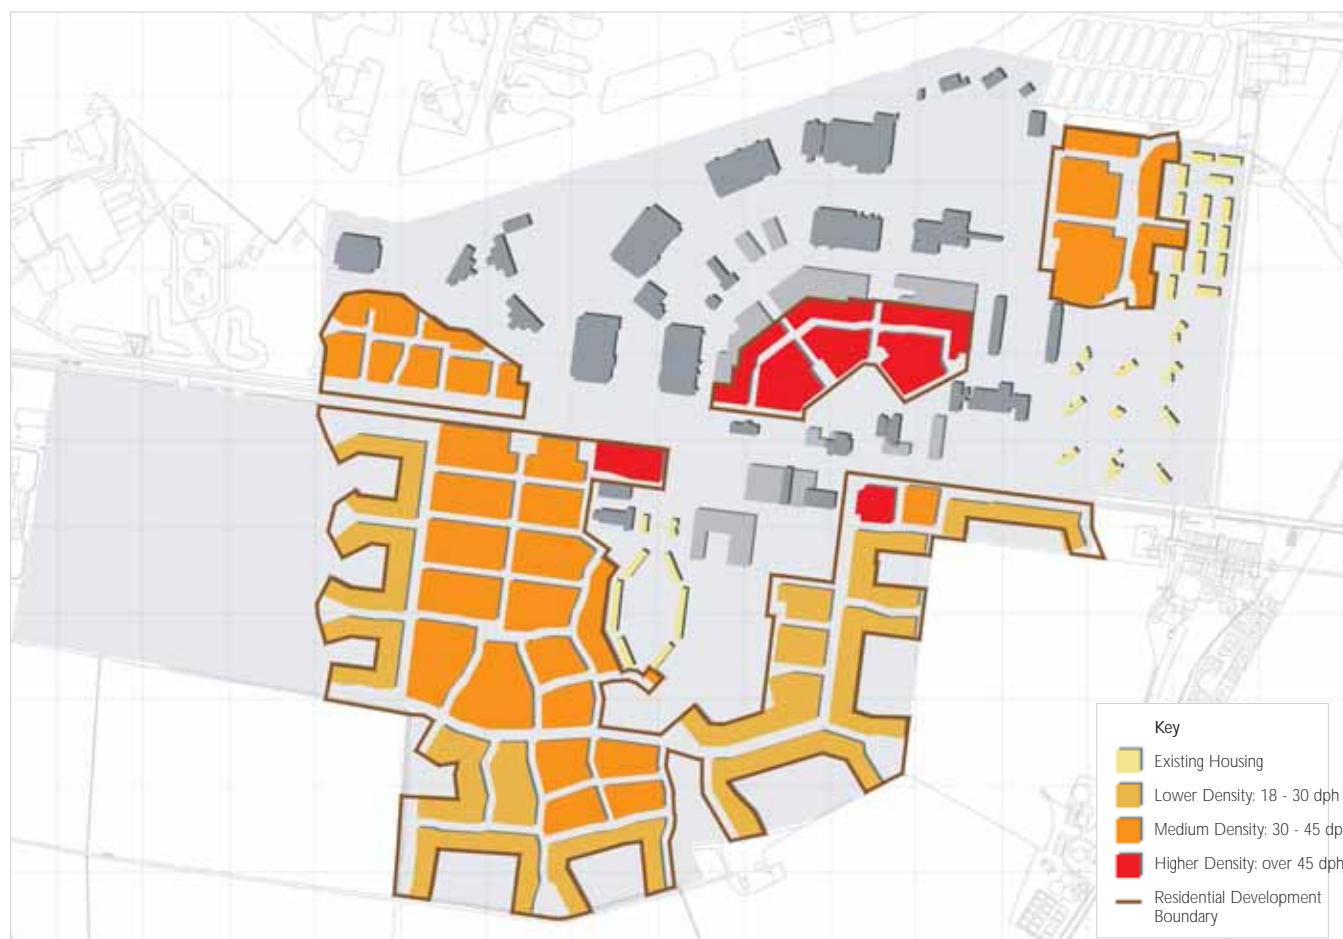 Key
Existing Housing
Lower Density: 18 - 30 dph
Medium Density: 30 - 45 dp
Higher Density: over 45 dph
Residential Development
Boundary